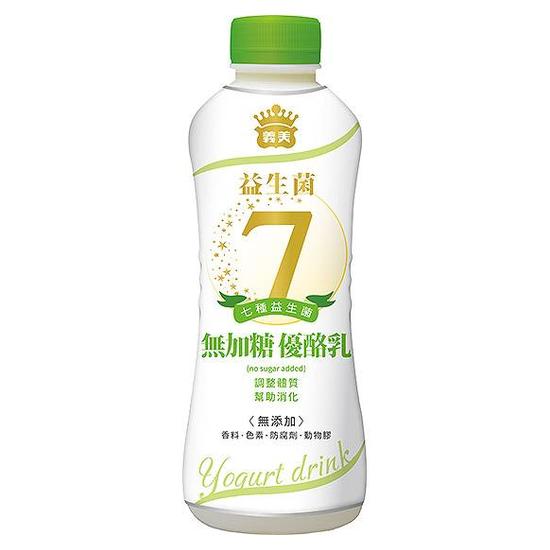 義美
益生菌
7
七種益生菌
無加糖 優酪乳
(no sugar added)
調整體質
幫助消化
〈無添加〉
香料·色素·防腐劑·動物膠
Yogurt drink